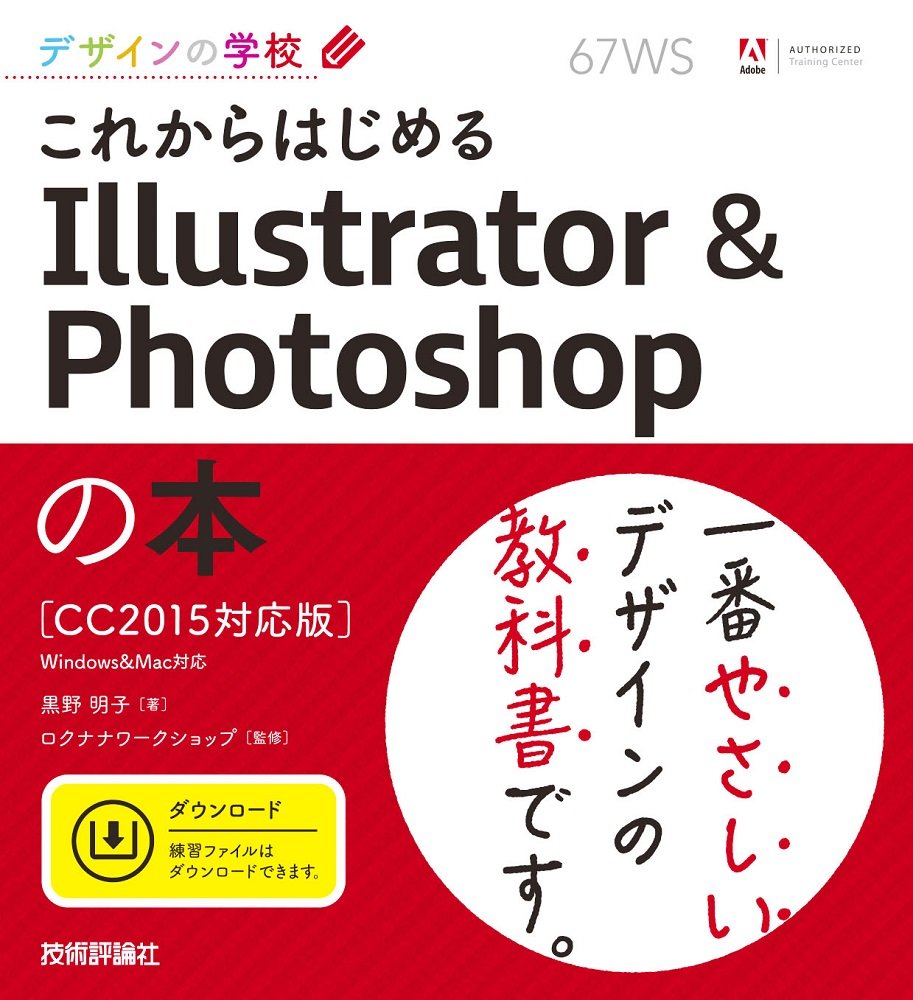 デザインの学校
67WS
Adobe
AUTHORIZED
Training Center
これからはじめる
Illustrator &
Photoshop
の本
[CC2015対応版]
Windows&Mac対応
黒野 明子[著]
ロクナナワークショップ[監修]
一番やさしい
デザインの
教科書です。
ダウンロード
練習ファイルは
ダウンロードできます。
技術評論社